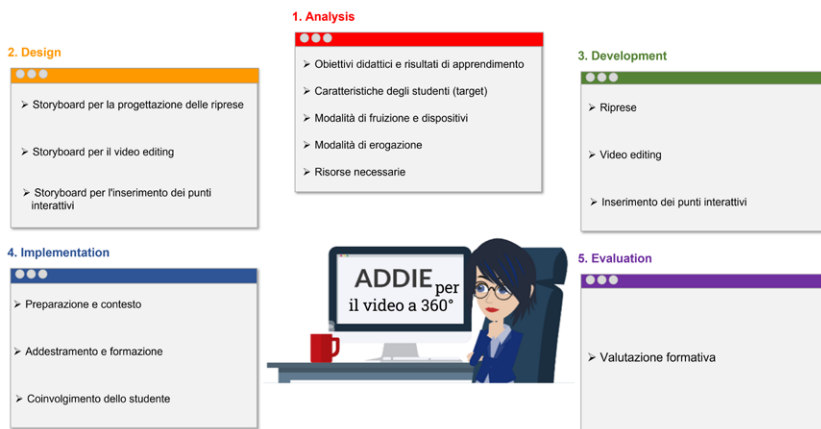 1. Analysis
➢ Obiettivi didattici e risultati di apprendimento
➢ Caratteristiche degli studenti (target)
➢ Modalità di fruizione e dispositivi
➢ Modalità di erogazione
➢ Risorse necessarie
2. Design
➢ Storyboard per la progettazione delle riprese
➢ Storyboard per il video editing
➢ Storyboard per l'inserimento dei punti
interattivi
3. Development
➢ Riprese
➢ Video editing
➢ Inserimento dei punti interattivi
4. Implementation
➢ Preparazione e contesto
➢ Addestramento e formazione
➢ Coinvolgimento dello studente
ADDIE per
il video a 360°
5. Evaluation
➢ Valutazione formativa